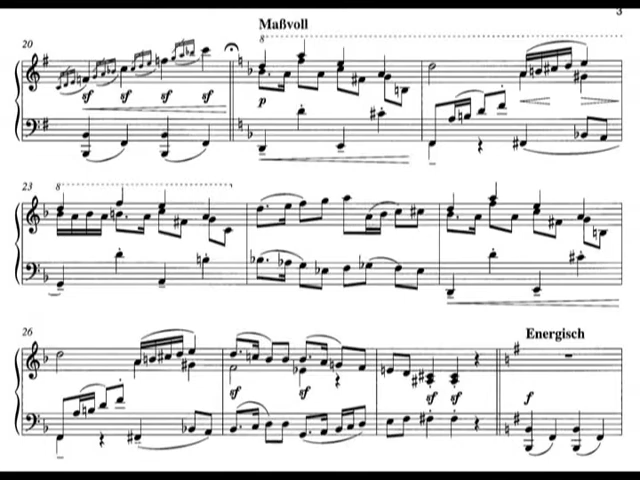 3
Maßvoll
20
8
sf sf sf sf
p
23
8
26
Energisch
sf sf sf sf
f